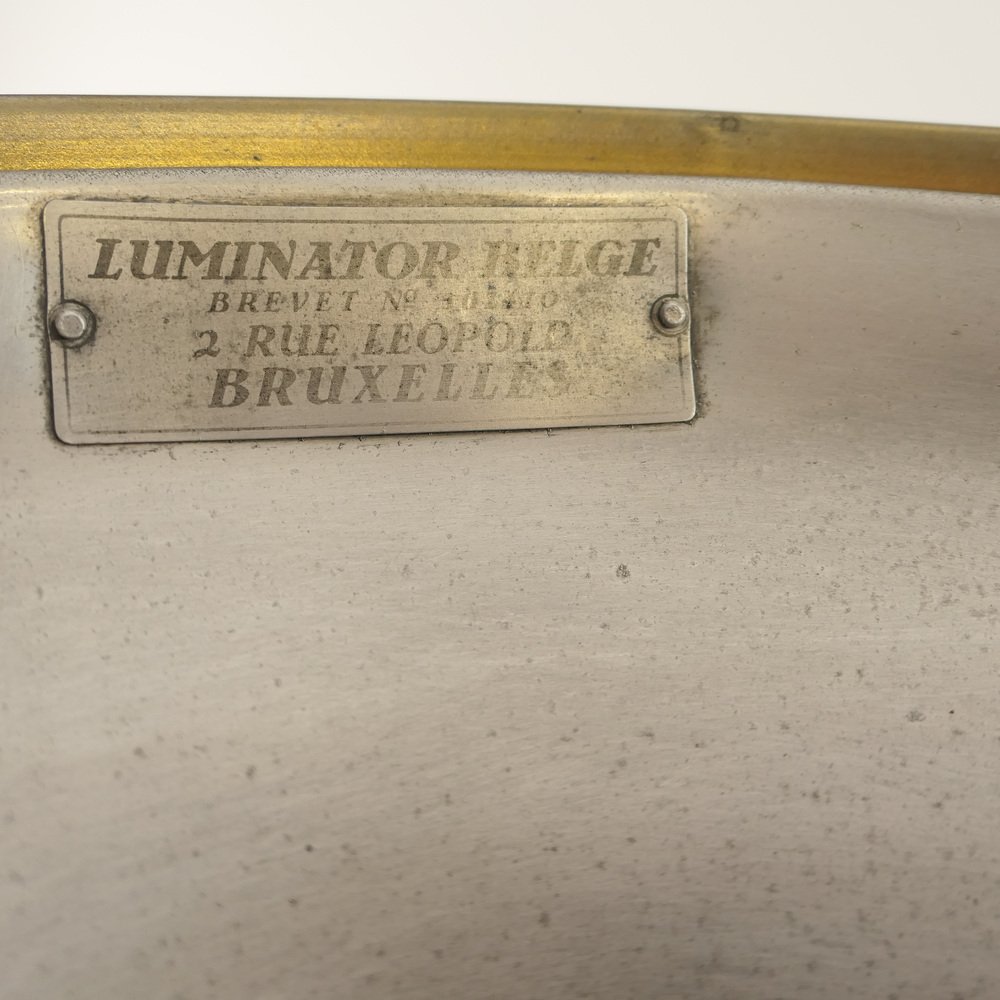 LUMINATOR BELGE
BREVET Nº
2 RUE LEOPOLD
BRUXELLES